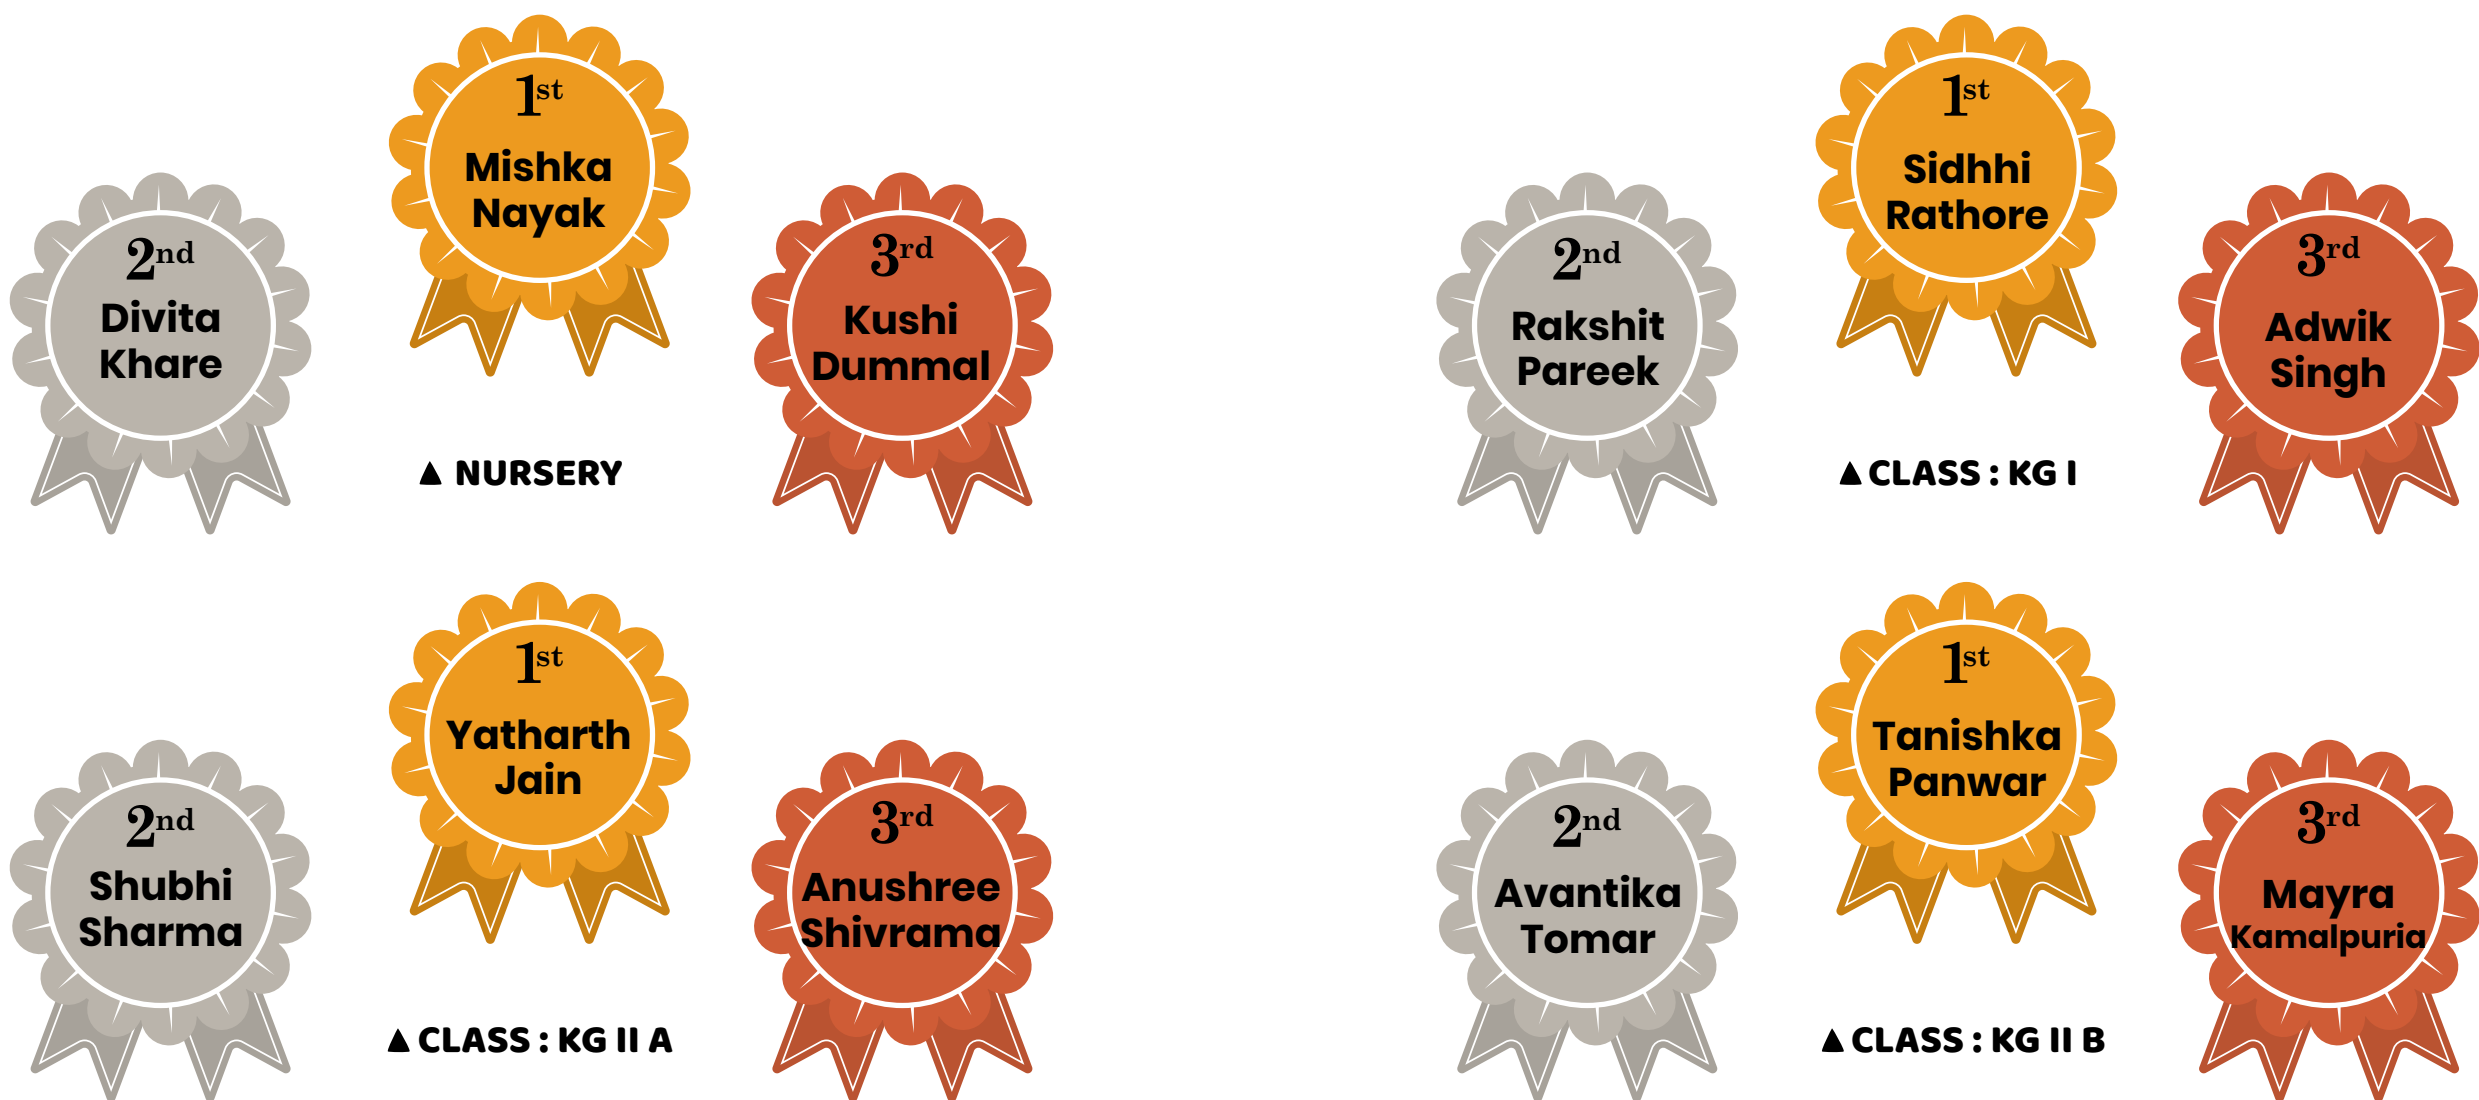 1st
Mishka
Nayak
2nd
Divita
Khare
3rd
Kushi
Dummal
▲ NURSERY
1st
Sidhhi
Rathore
2nd
Rakshit
Pareek
3rd
Adwik
Singh
▲ CLASS : KG I
1st
Yatharth
Jain
2nd
Shubhi
Sharma
3rd
Anushree
Shivrama
▲ CLASS : KG II A
1st
Tanishka
Panwar
2nd
Avantika
Tomar
3rd
Mayra
Kamalpuria
▲ CLASS : KG II B